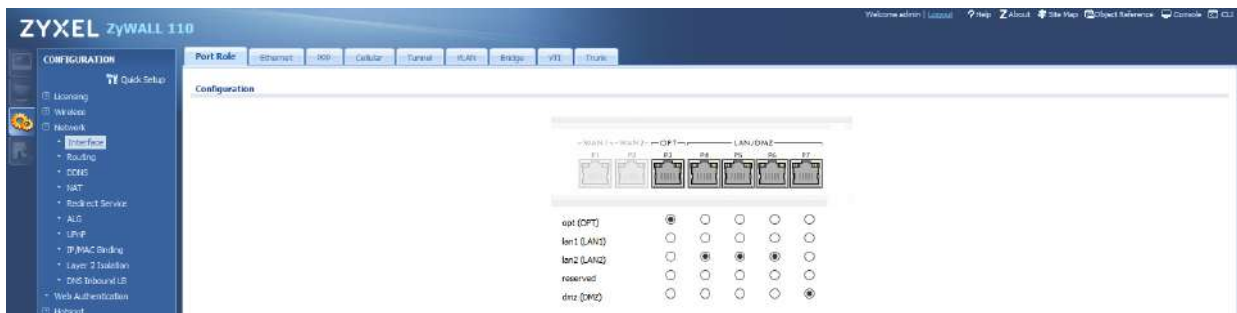 Welcome admin | Logout ?Help Z About Site Map Object Reference Console CLI
ZYXEL ZyWALL 110
CONFIGURATION
Port Role Ethernet PPP Cellular Tunnel VLAN Bridge VTI Trunk
Quick Setup
Configuration
Licensing
Wireless
Network
Interface
Routing
DDNS
NAT
Redirect Service
ALG
UPnP
IP/MAC Binding
Layer 2 Isolation
DNS Inbound LB
Web Authentication
Hotspot
WAN1 WAN2 OPT LAN/DMZ
P1 P2 P3 P4 P5 P6 P7
opt (OPT)
lan1 (LAN1)
lan2 (LAN2)
reserved
dmz (DMZ)